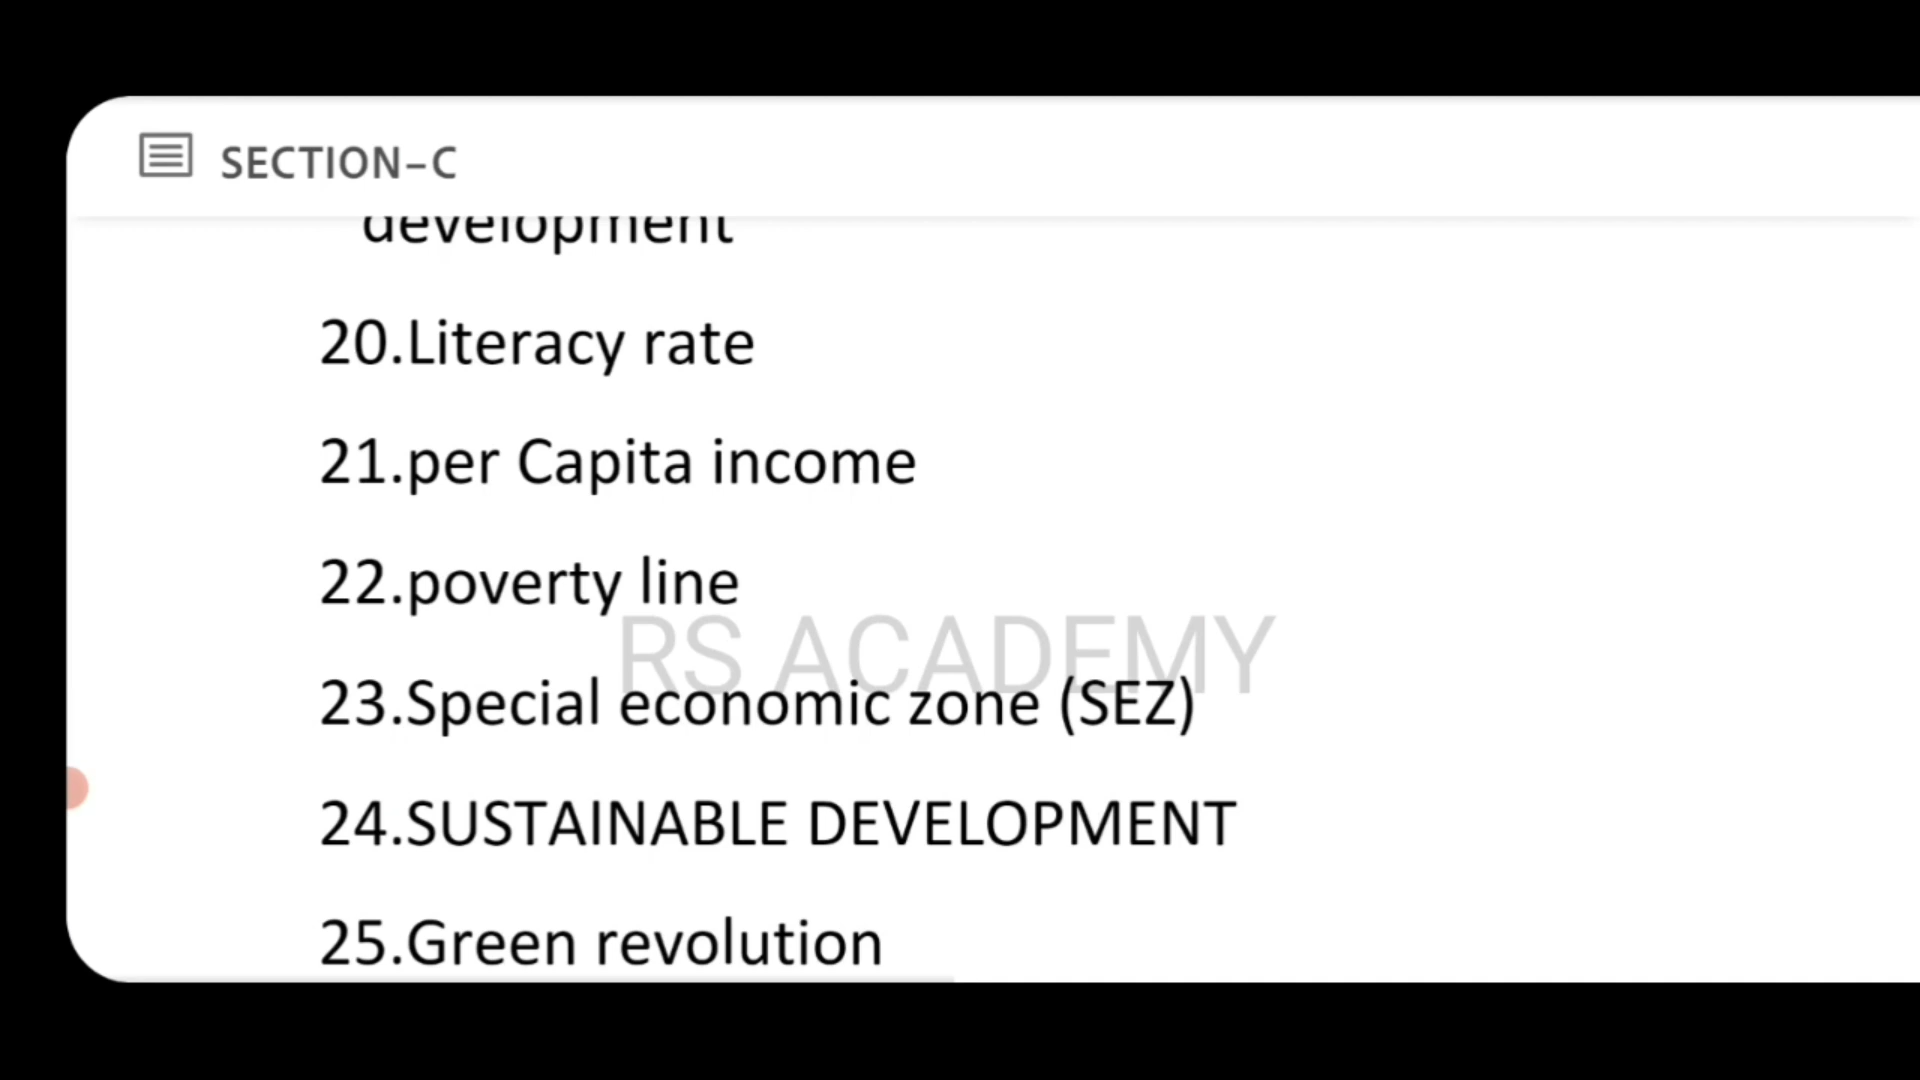 SECTION-C
development
20.Literacy rate
21.per Capita income
22.poverty line
RS ACADEMY
23.Special economic zone (SEZ)
24.SUSTAINABLE DEVELOPMENT
25.Green revolution